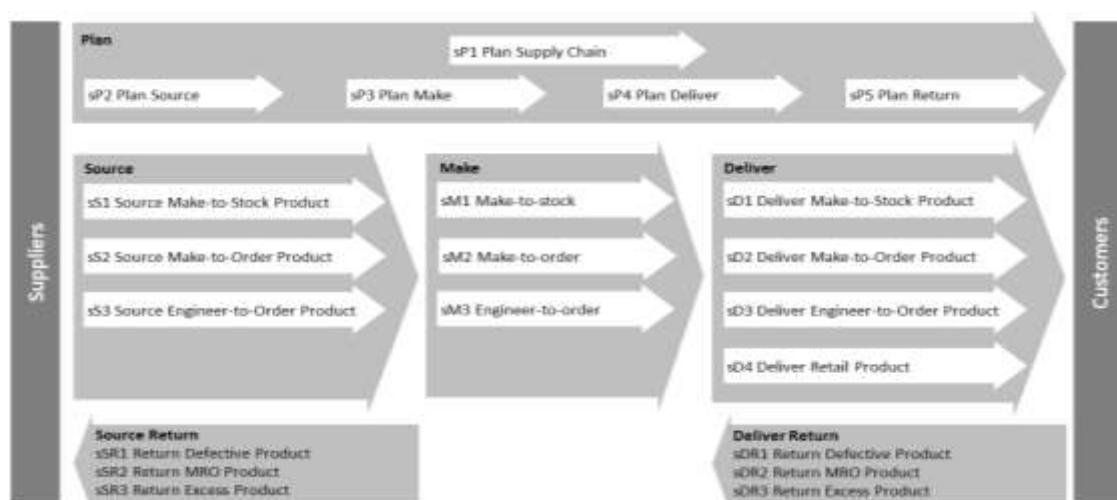 Plan
sP1 Plan Supply Chain
sP2 Plan Source
sP3 Plan Make
sP4 Plan Deliver
sP5 Plan Return
Suppliers
Source
sS1 Source Make-to-Stock Product
sS2 Source Make-to-Order Product
sS3 Source Engineer-to-Order Product
Make
sM1 Make-to-stock
sM2 Make-to-order
sM3 Engineer-to-order
Deliver
sD1 Deliver Make-to-Stock Product
sD2 Deliver Make-to-Order Product
sD3 Deliver Engineer-to-Order Product
sD4 Deliver Retail Product
Customers
Source Return
sSR1 Return Defective Product
sSR2 Return MRO Product
sSR3 Return Excess Product
Deliver Return
sDR1 Return Defective Product
sDR2 Return MRO Product
sDR3 Return Excess Product